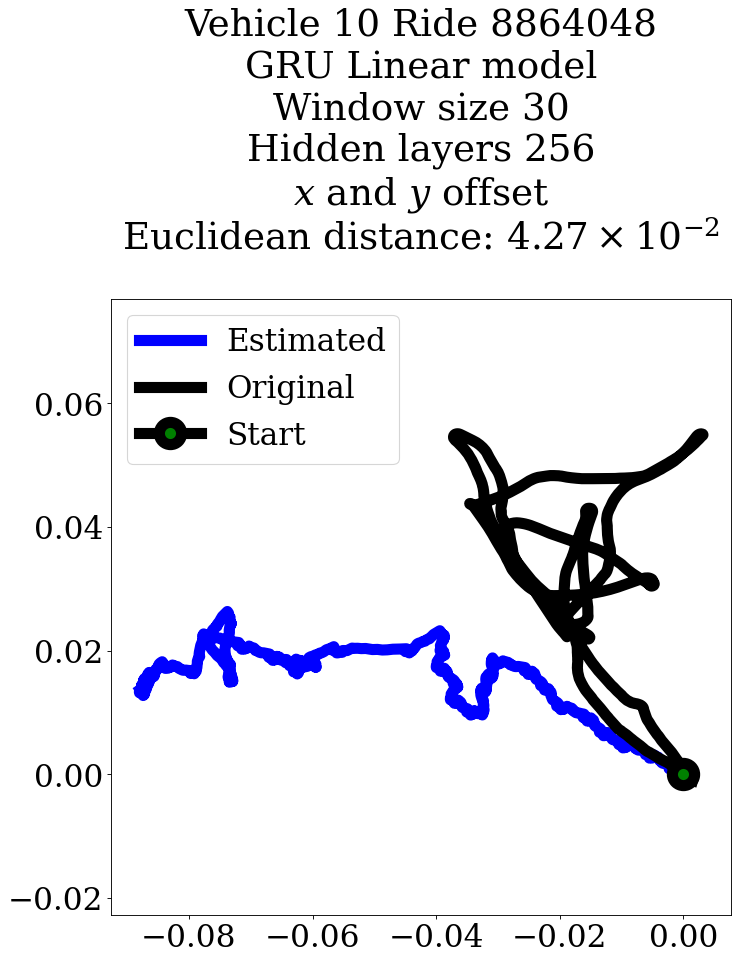 Vehicle 10 Ride 8864048
GRU Linear model
Window size 30
Hidden layers 256
x and y offset
Euclidean distance: 4.27 × 10⁻²
Estimated
Original
Start
0.06
0.04
0.02
0.00
−0.02
−0.08 −0.06 −0.04 −0.02 0.00